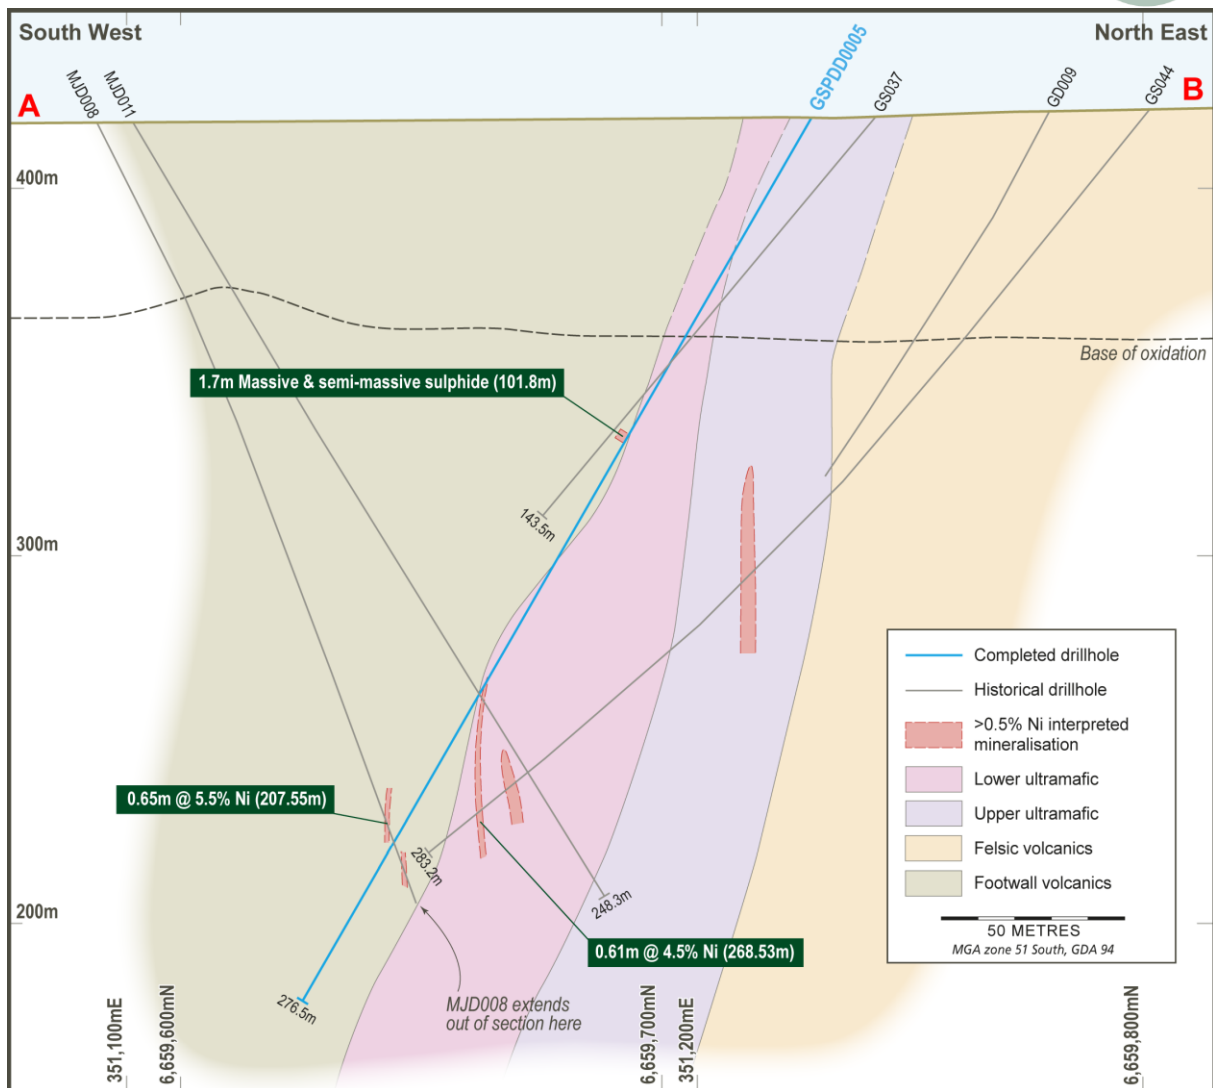 South West
North East
A
B
MJD008
MJD011
GSPDD0005
GS037
GD009
GS044
400m
Base of oxidation
1.7m Massive & semi-massive sulphide (101.8m)
143.5m
300m
Completed drillhole
Historical drillhole
>0.5% Ni interpreted
mineralisation
Lower ultramafic
Upper ultramafic
Felsic volcanics
Footwall volcanics
50 METRES
MGA zone 51 South, GDA 94
0.65m @ 5.5% Ni (207.55m)
283.2m
248.3m
200m
0.61m @ 4.5% Ni (268.53m)
276.5m
MJD008 extends
out of section here
351,100mE
6,659,600mN
6,659,700mN
351,200mE
6,659,800mN